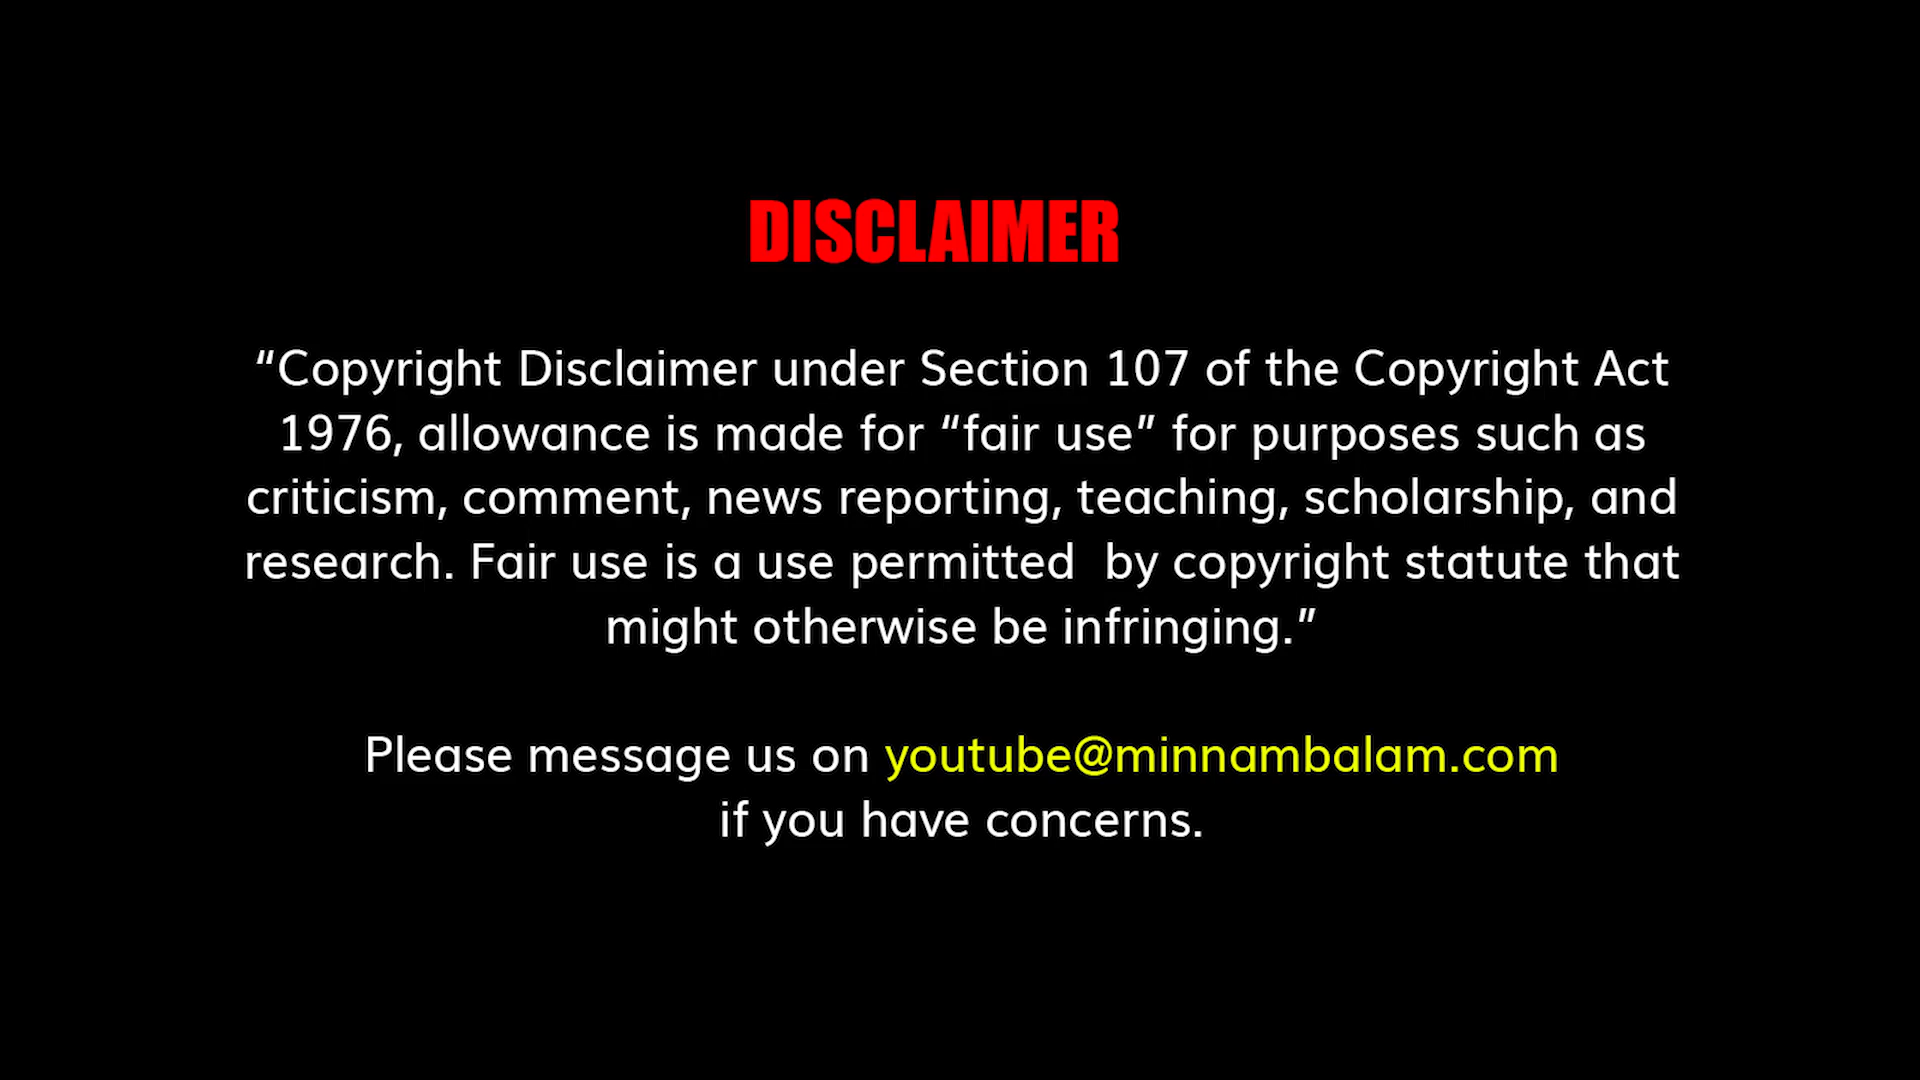 DISCLAIMER
“Copyright Disclaimer under Section 107 of the Copyright Act
1976, allowance is made for “fair use” for purposes such as
criticism, comment, news reporting, teaching, scholarship, and
research. Fair use is a use permitted  by copyright statute that
might otherwise be infringing.”
Please message us on youtube@minnambalam.com
if you have concerns.